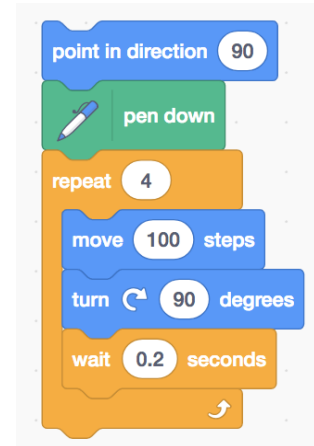 point in direction 90
pen down
repeat 4
move 100 steps
turn 90 degrees
wait 0.2 seconds